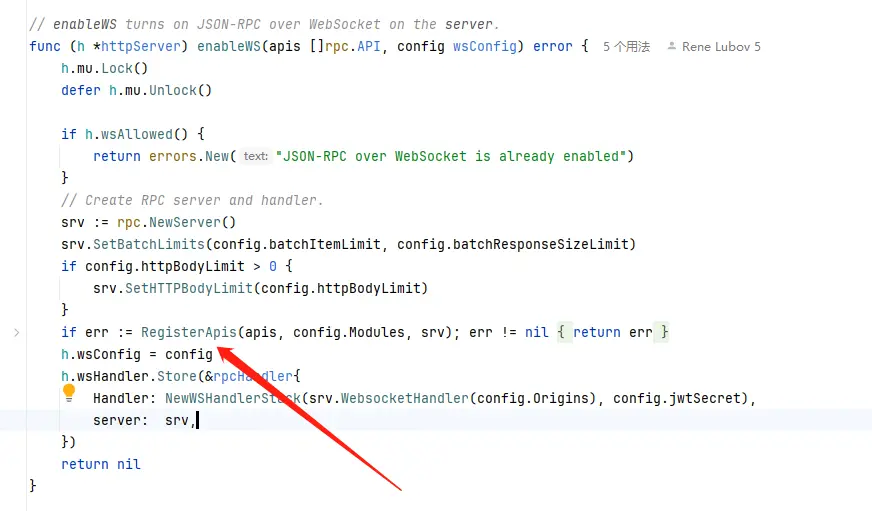 // enableWS turns on JSON-RPC over WebSocket on the server.
func (h *httpServer) enableWS(apis []rpc.API, config wsConfig) error { 5 个用法 Rene Lubov 5
h.mu.Lock()
defer h.mu.Unlock()
if h.wsAllowed() {
return errors.New( text: "JSON-RPC over WebSocket is already enabled")
}
// Create RPC server and handler.
srv := rpc.NewServer()
srv.SetBatchLimits(config.batchItemLimit, config.batchResponseSizeLimit)
if config.httpBodyLimit > 0 {
srv.SetHTTPBodyLimit(config.httpBodyLimit)
}
if err := RegisterApis(apis, config.Modules, srv); err != nil { return err }
h.wsConfig = config
h.wsHandler.Store(&rpcHandler{
Handler: NewWSHandlerStack(srv.WebsocketHandler(config.Origins), config.jwtSecret),
server: srv,
})
return nil
}